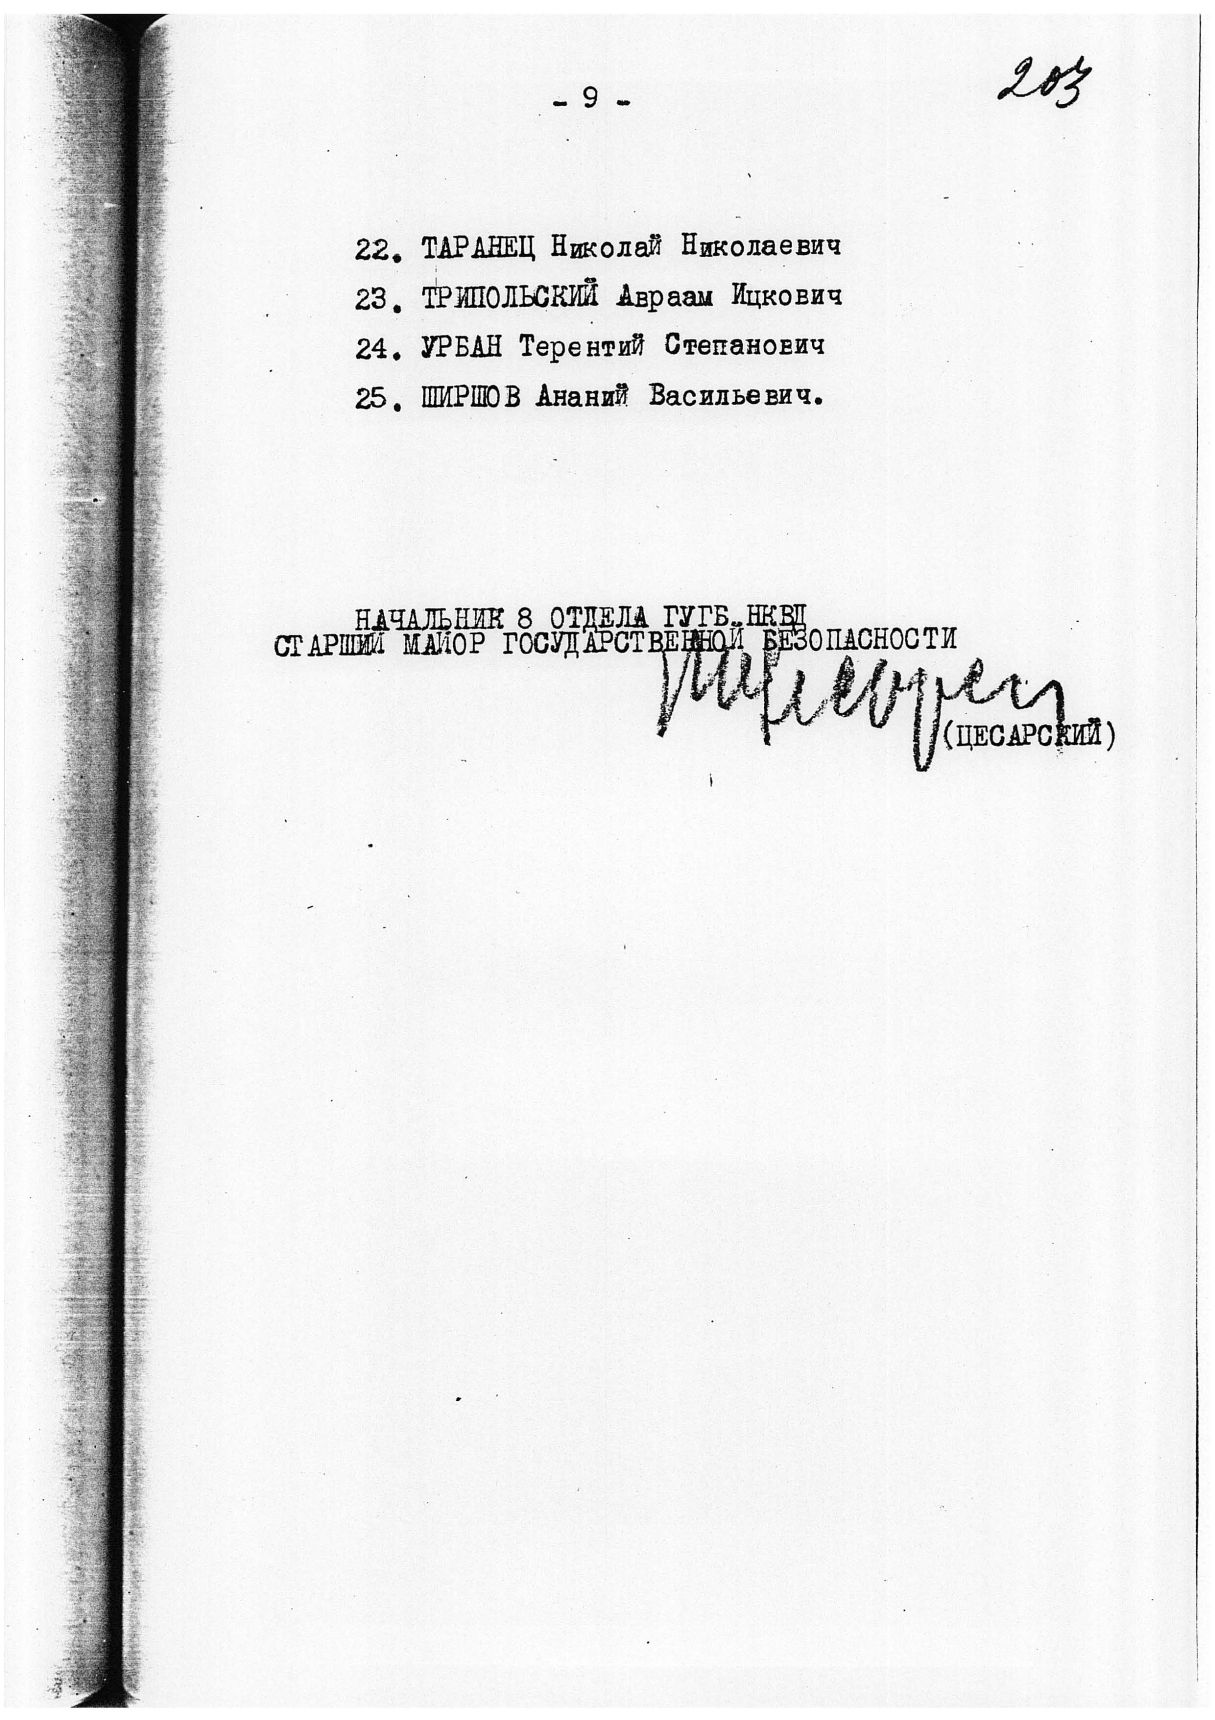 203
- 9 -
22. ТАРАНЕЦ Николай Николаевич
23. ТРИПОЛЬСКИЙ Авраам Ицкович
24. УРБАН Терентий Степанович
25. ШИРШОВ Ананий Васильевич.
НАЧАЛЬНИК 8 ОТДЕЛА ГУГБ НКВД
СТАРШИЙ МАЙОР ГОСУДАРСТВЕННОЙ БЕЗОПАСНОСТИ
(ЦЕСАРСКИЙ)